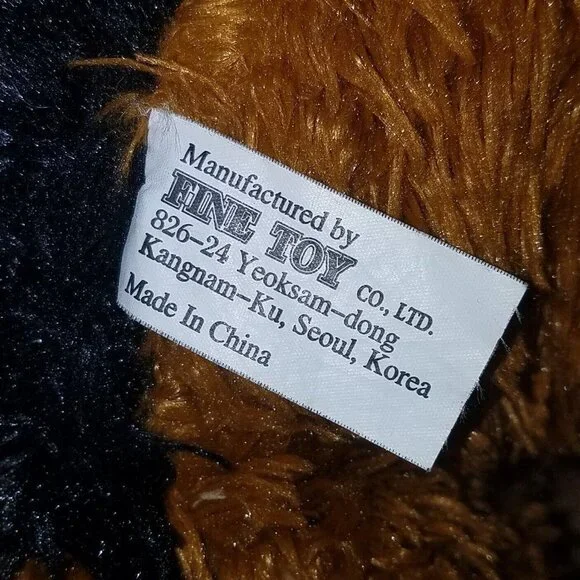 Manufactured by
FINE TOY CO., LTD.
826-24 Yeoksam-dong
Kangnam-Ku, Seoul, Korea
Made In China